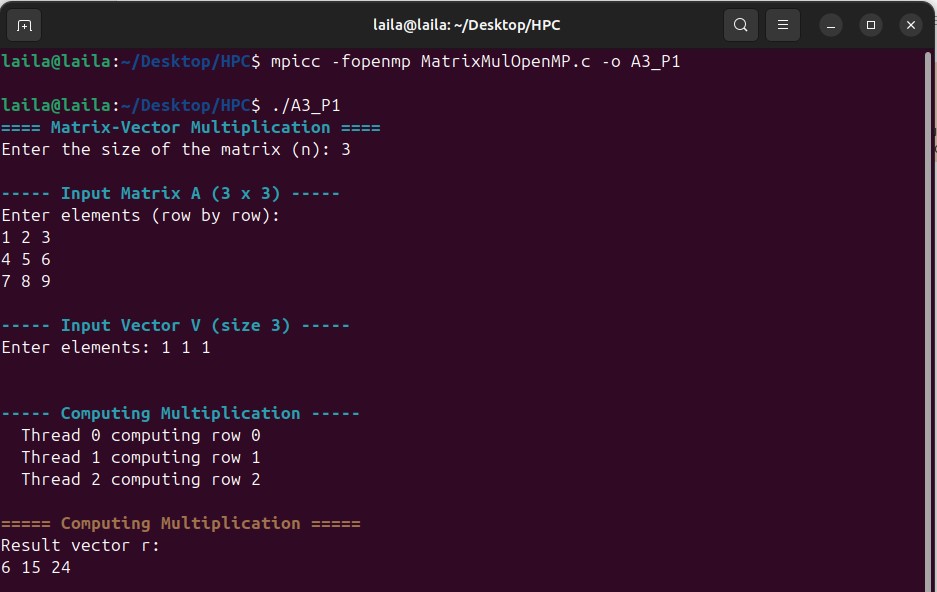 laila@laila: ~/Desktop/HPC
laila@laila:~/Desktop/HPC$ mpicc -fopenmp MatrixMulOpenMP.c -o A3_P1
laila@laila:~/Desktop/HPC$ ./A3_P1
==== Matrix-Vector Multiplication ====
Enter the size of the matrix (n): 3
----- Input Matrix A (3 x 3) -----
Enter elements (row by row):
1 2 3
4 5 6
7 8 9
----- Input Vector V (size 3) -----
Enter elements: 1 1 1
----- Computing Multiplication -----
  Thread 0 computing row 0
  Thread 1 computing row 1
  Thread 2 computing row 2
===== Computing Multiplication =====
Result vector r:
6 15 24